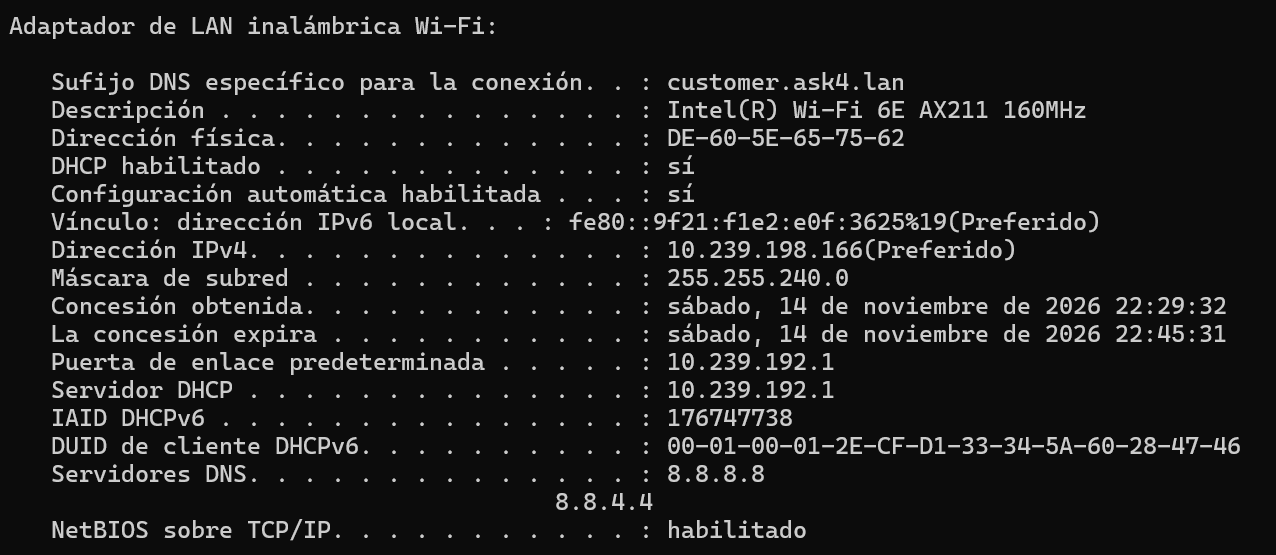 Adaptador de LAN inalámbrica Wi-Fi:

   Sufijo DNS específico para la conexión. . : customer.ask4.lan
   Descripción . . . . . . . . . . . . . . . : Intel(R) Wi-Fi 6E AX211 160MHz
   Dirección física. . . . . . . . . . . . . : DE-60-5E-65-75-62
   DHCP habilitado . . . . . . . . . . . . . : sí
   Configuración automática habilitada . . . : sí
   Vínculo: dirección IPv6 local. . . : fe80::9f21:f1e2:e0f:3625%19(Preferido)
   Dirección IPv4. . . . . . . . . . . . . . : 10.239.198.166(Preferido)
   Máscara de subred . . . . . . . . . . . . : 255.255.240.0
   Concesión obtenida. . . . . . . . . . . . : sábado, 14 de noviembre de 2026 22:29:32
   La concesión expira . . . . . . . . . . . : sábado, 14 de noviembre de 2026 22:45:31
   Puerta de enlace predeterminada . . . . . : 10.239.192.1
   Servidor DHCP . . . . . . . . . . . . . . : 10.239.192.1
   IAID DHCPv6 . . . . . . . . . . . . . . . : 176747738
   DUID de cliente DHCPv6. . . . . . . . . . : 00-01-00-01-2E-CF-D1-33-34-5A-60-28-47-46
   Servidores DNS. . . . . . . . . . . . . . : 8.8.8.8
                                       8.8.4.4
   NetBIOS sobre TCP/IP. . . . . . . . . . . : habilitado